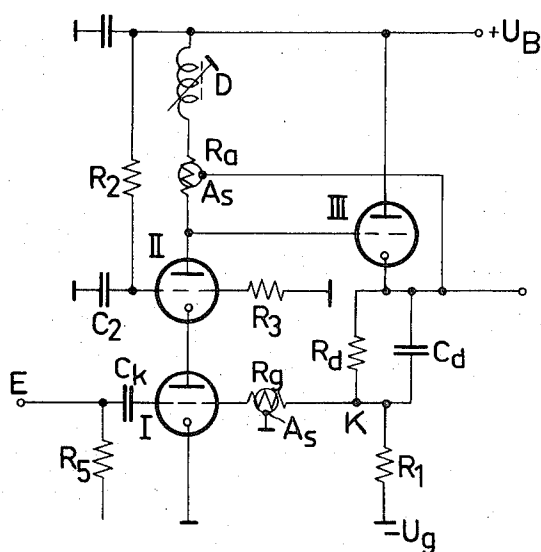 +U_B
D
R_a
A_s
R_2
III
II
C_2
R_3
R_d
C_d
C_k
R_g
E
I
A_s
K
R_5
R_1
-U_g